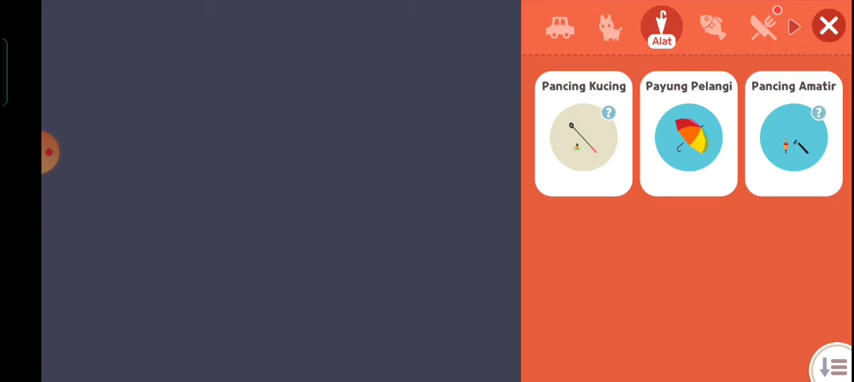 Alat
Pancing Kucing
Payung Pelangi
Pancing Amatir
?
?